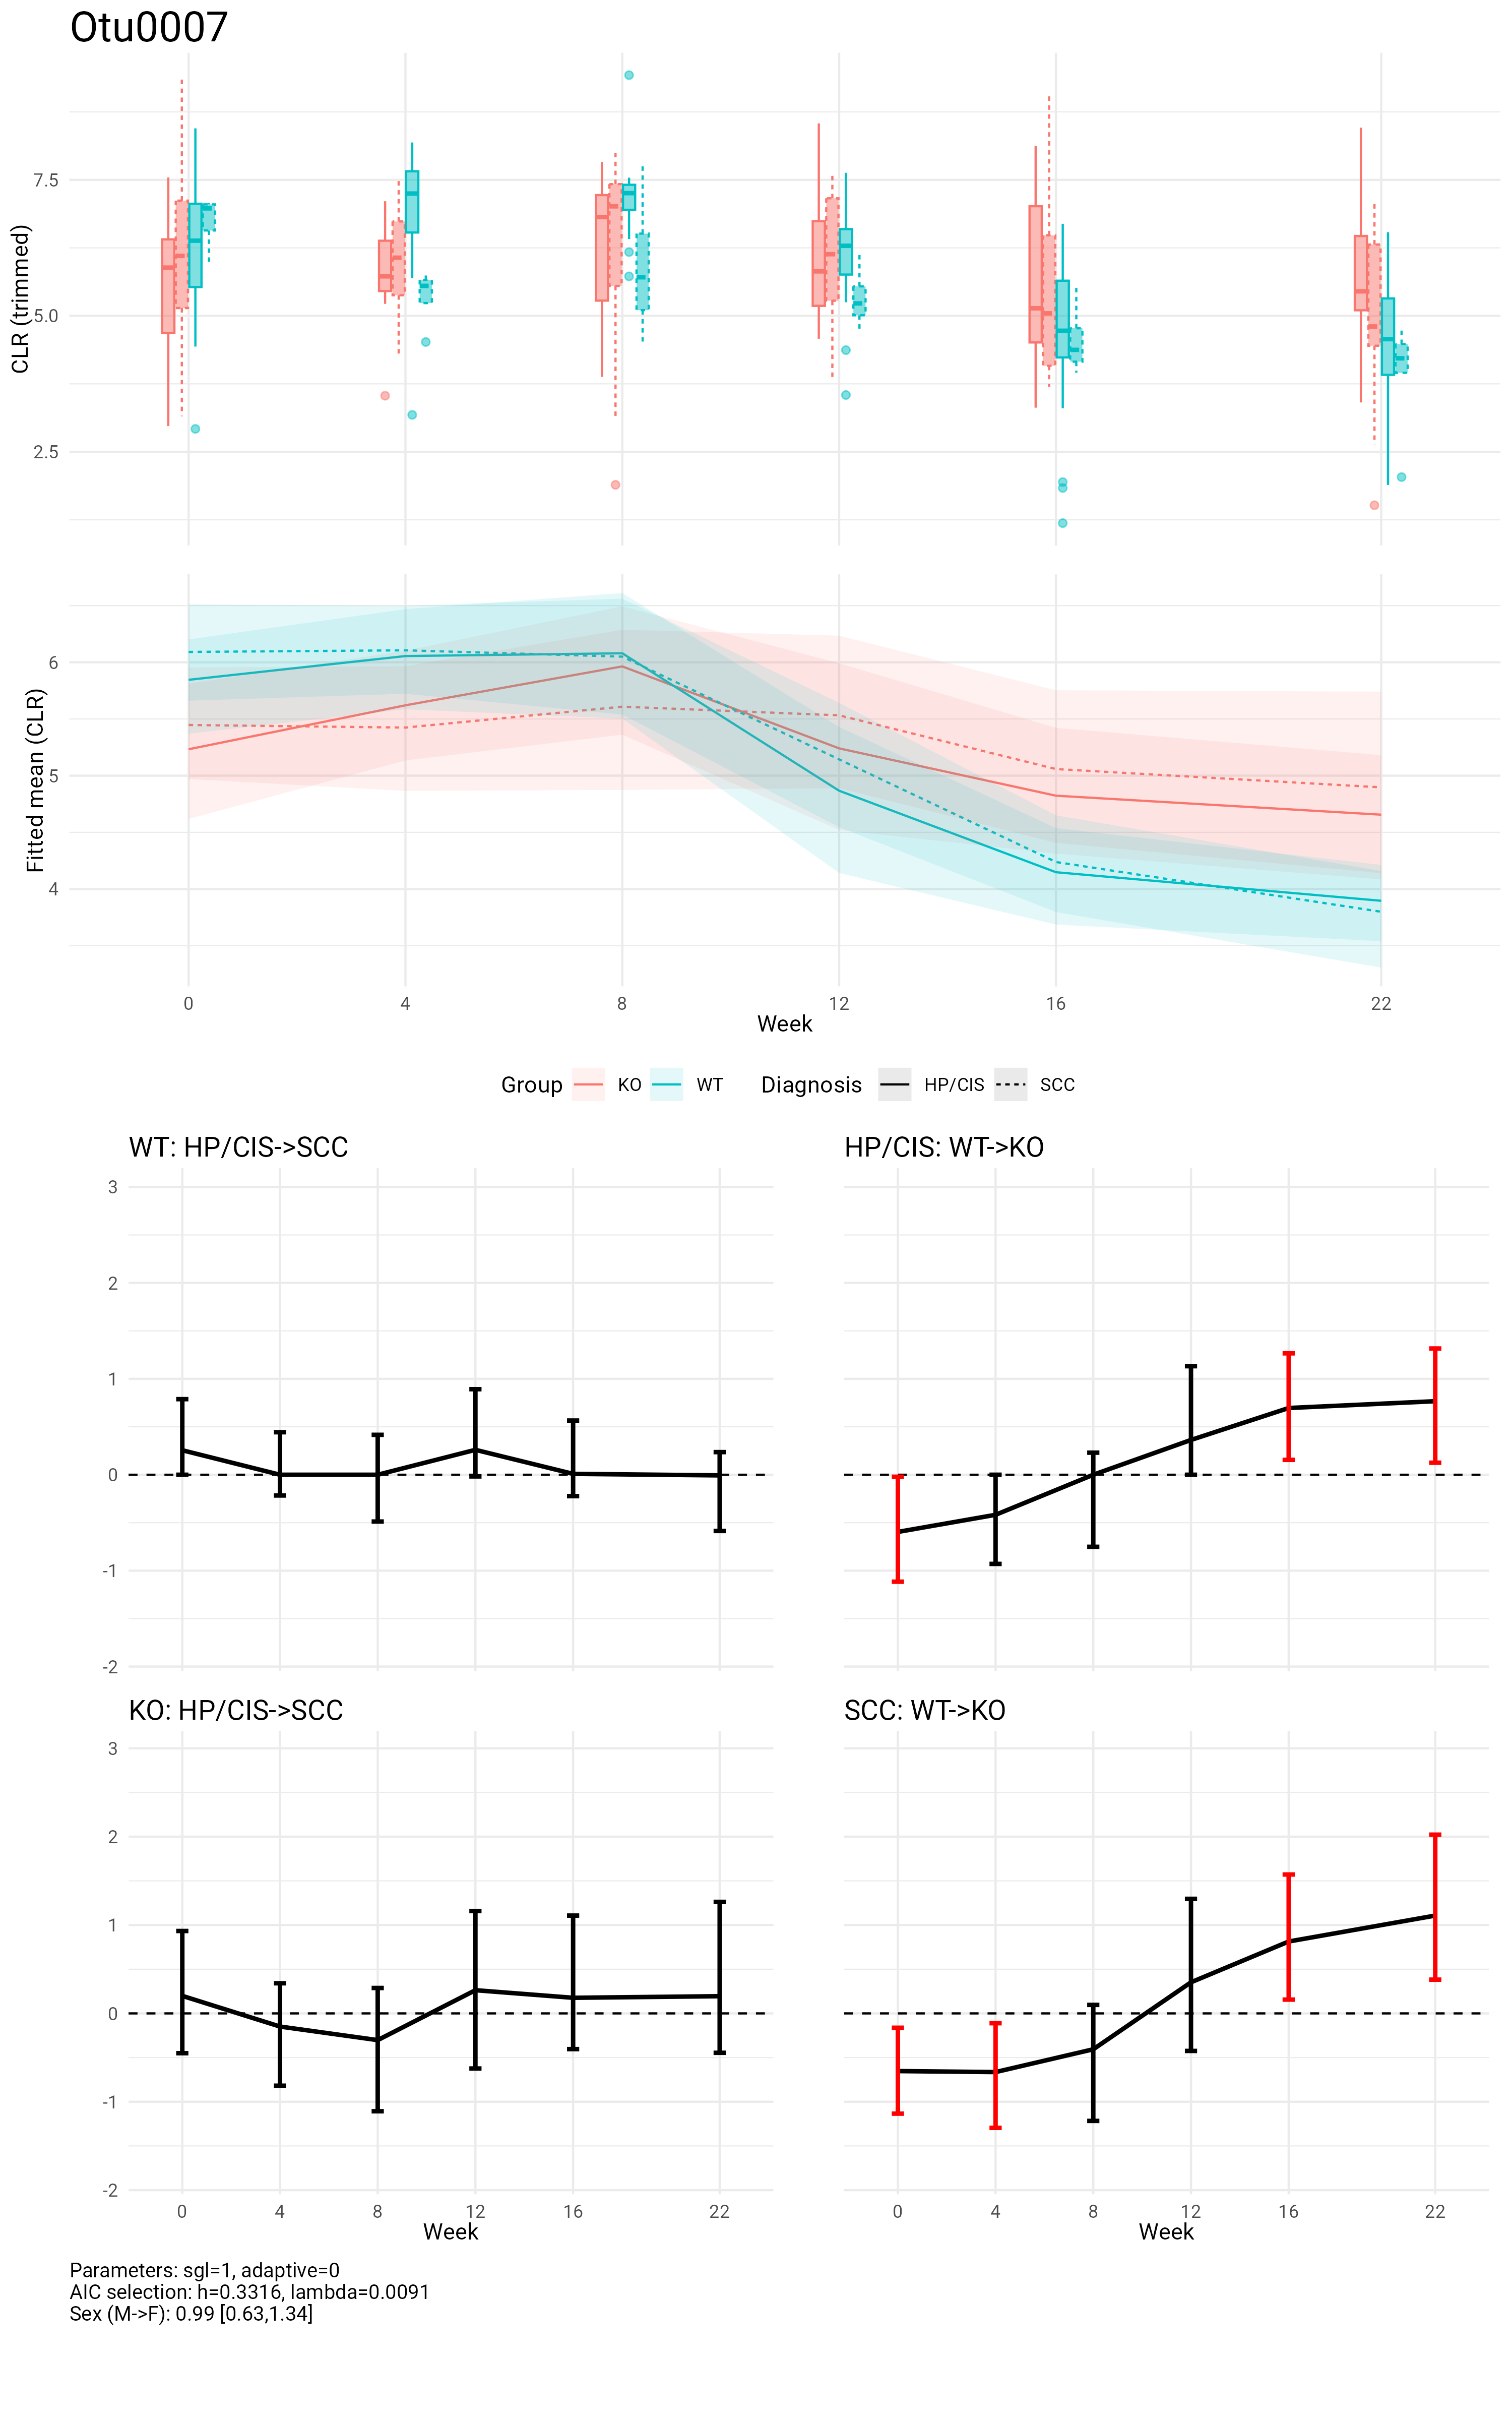 Otu0007
CLR (trimmed)
7.5
5.0
2.5
Fitted mean (CLR)
6
5
4
0 4 8 12 16 22
Week
Group KO WT Diagnosis HP/CIS SCC
WT: HP/CIS->SCC
3
2
1
0
-1
-2
HP/CIS: WT->KO
KO: HP/CIS->SCC
3
2
1
0
-1
-2
0 4 8 12 16 22
Week
SCC: WT->KO
0 4 8 12 16 22
Week
Parameters: sgl=1, adaptive=0
AIC selection: h=0.3316, lambda=0.0091
Sex (M->F): 0.99 [0.63,1.34]